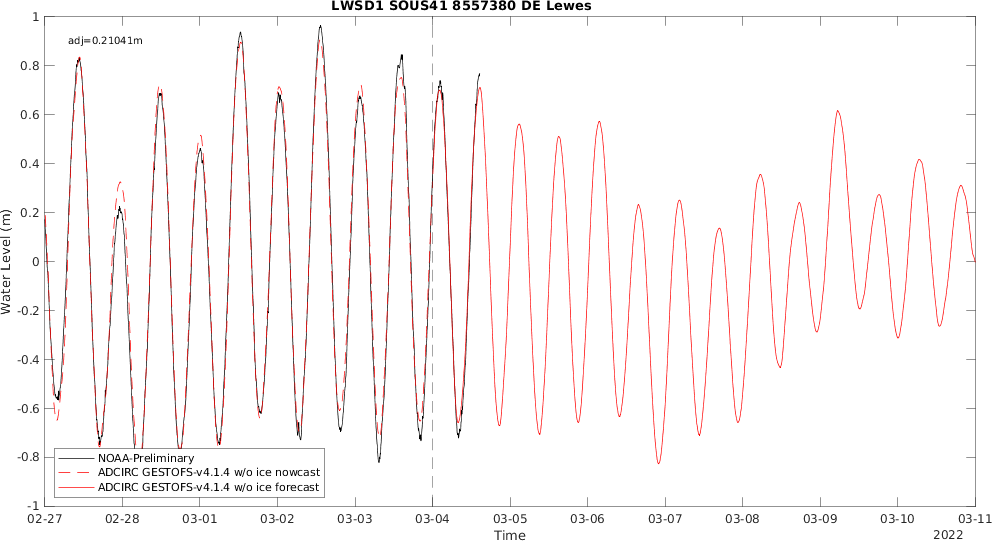 LWSD1 SOUS41 8557380 DE Lewes
adj=0.21041m
1
0.8
0.6
0.4
0.2
0
-0.2
-0.4
-0.6
-0.8
-1
Water Level (m)
NOAA-Preliminary
ADCIRC GESTOFS-v4.1.4 w/o ice nowcast
ADCIRC GESTOFS-v4.1.4 w/o ice forecast
02-27 02-28 03-01 03-02 03-03 03-04 03-05 03-06 03-07 03-08 03-09 03-10 03-11
Time
2022